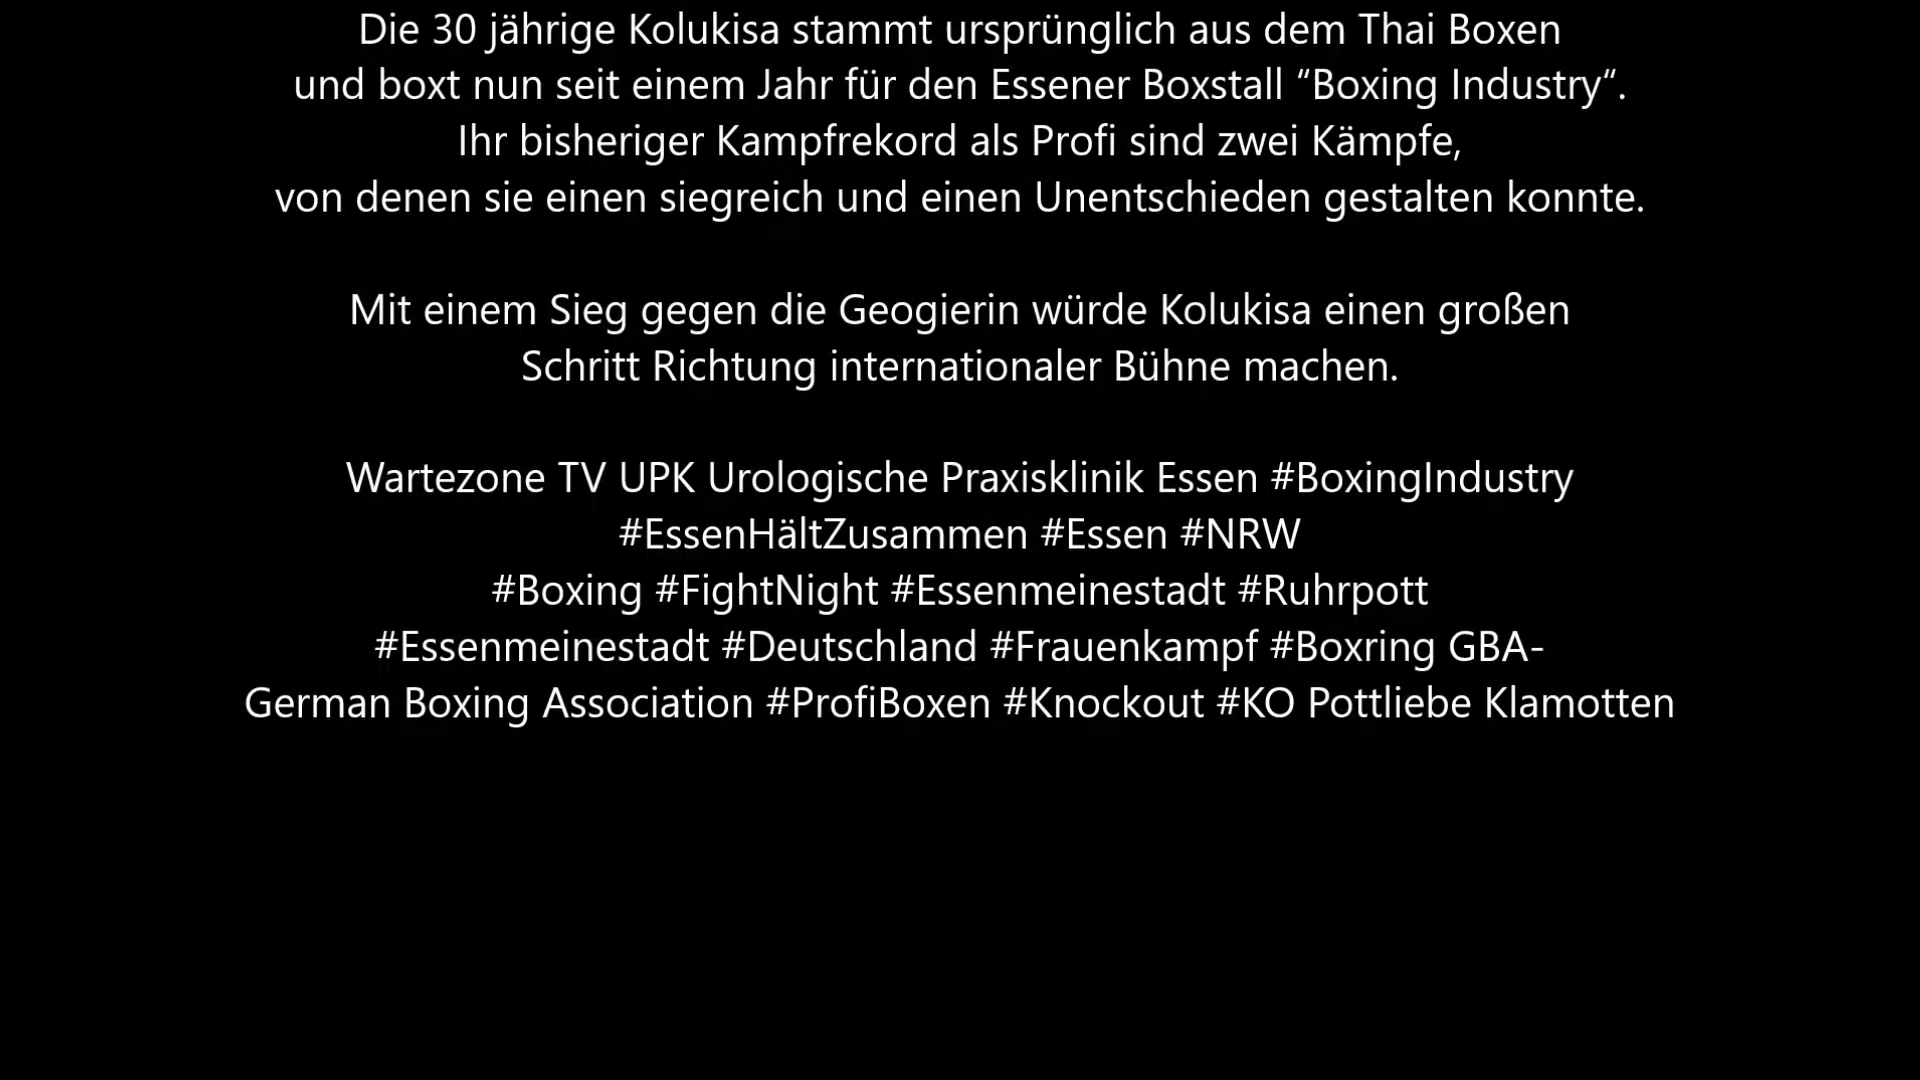 Die 30 jährige Kolukisa stammt ursprünglich aus dem Thai Boxen
und boxt nun seit einem Jahr für den Essener Boxstall “Boxing Industry“.
Ihr bisheriger Kampfrekord als Profi sind zwei Kämpfe,
von denen sie einen siegreich und einen Unentschieden gestalten konnte.
Mit einem Sieg gegen die Geogierin würde Kolukisa einen großen
Schritt Richtung internationaler Bühne machen.
Wartezone TV UPK Urologische Praxisklinik Essen #BoxingIndustry
#EssenHältZusammen #Essen #NRW
#Boxing #FightNight #Essenmeinestadt #Ruhrpott
#Essenmeinestadt #Deutschland #Frauenkampf #Boxring GBA-
German Boxing Association #ProfiBoxen #Knockout #KO Pottliebe Klamotten